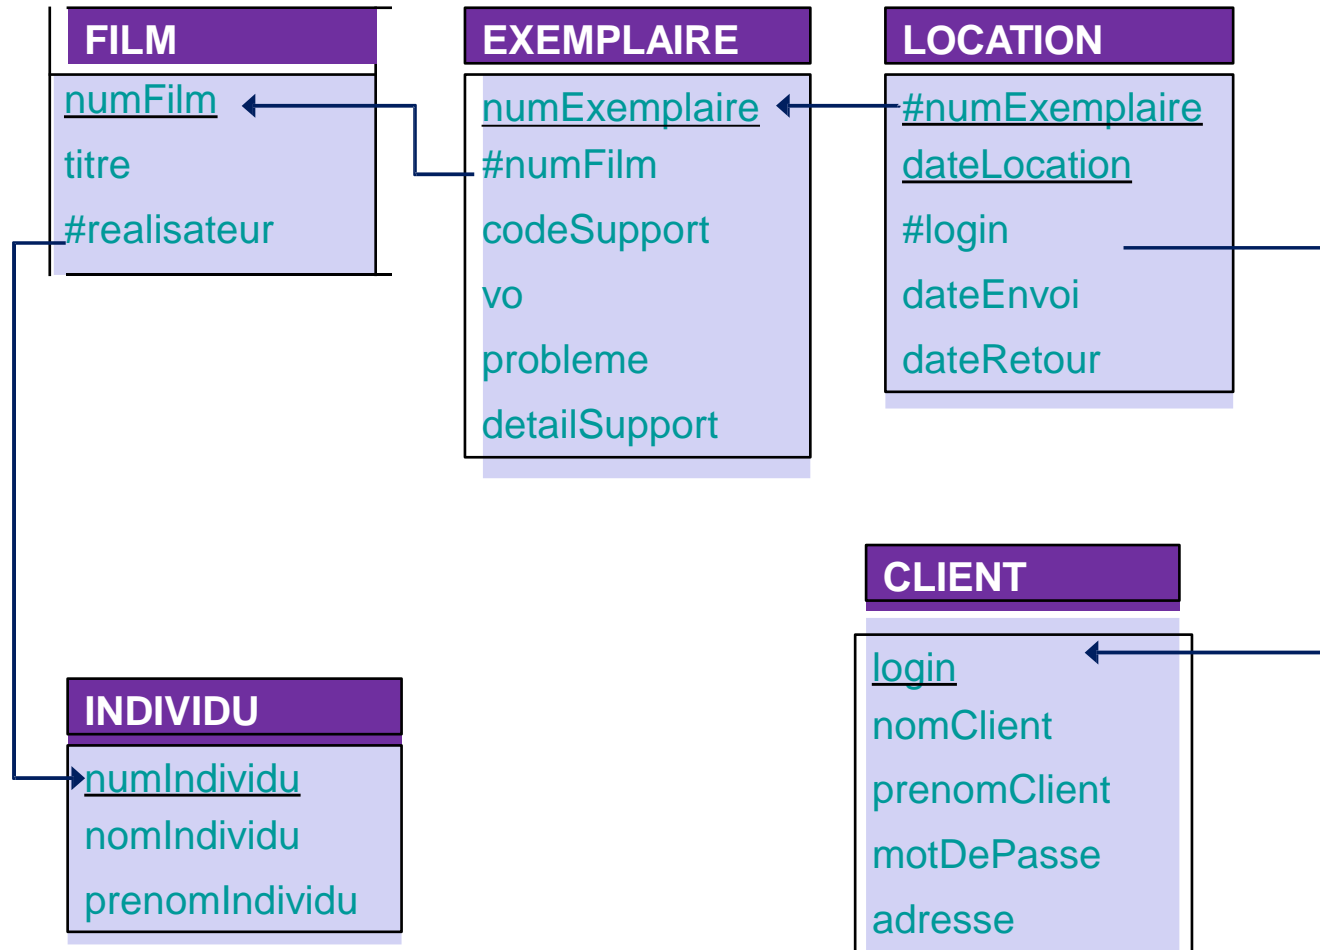 FILM
numFilm
titre
#realisateur
EXEMPLAIRE
numExemplaire
#numFilm
codeSupport
vo
probleme
detailSupport
LOCATION
#numExemplaire
dateLocation
#login
dateEnvoi
dateRetour
INDIVIDU
numIndividu
nomIndividu
prenomIndividu
CLIENT
login
nomClient
prenomClient
motDePasse
adresse